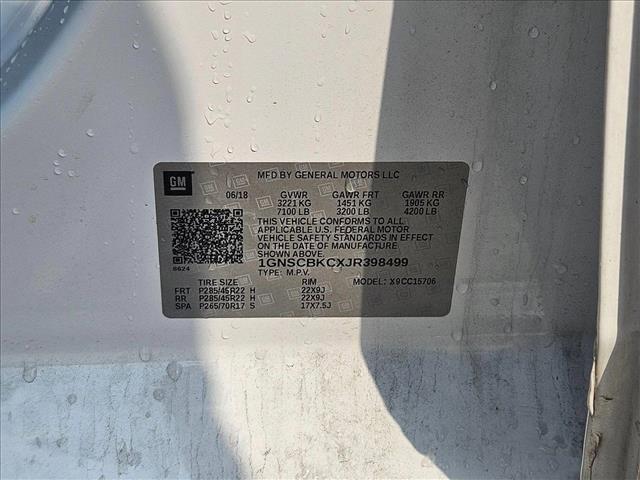 GM
MFD BY GENERAL MOTORS LLC
06/18 GVWR GAWR FRT GAWR RR
3221 KG 1451 KG 1905 KG
7100 LB 3200 LB 4200 LB
THIS VEHICLE CONFORMS TO ALL
APPLICABLE U.S. FEDERAL MOTOR
VEHICLE SAFETY STANDARDS IN EFFECT
ON THE DATE OF MANUFACTURE
SHOWN ABOVE.
1GNSCBKCXJR398499
8624
TYPE: M.P.V.
TIRE SIZE RIM MODEL: X9CC15706
FRT P285/45R22 H 22X9J
RR P285/45R22 H 22X9J
SPA P265/70R17 S 17X7.5J